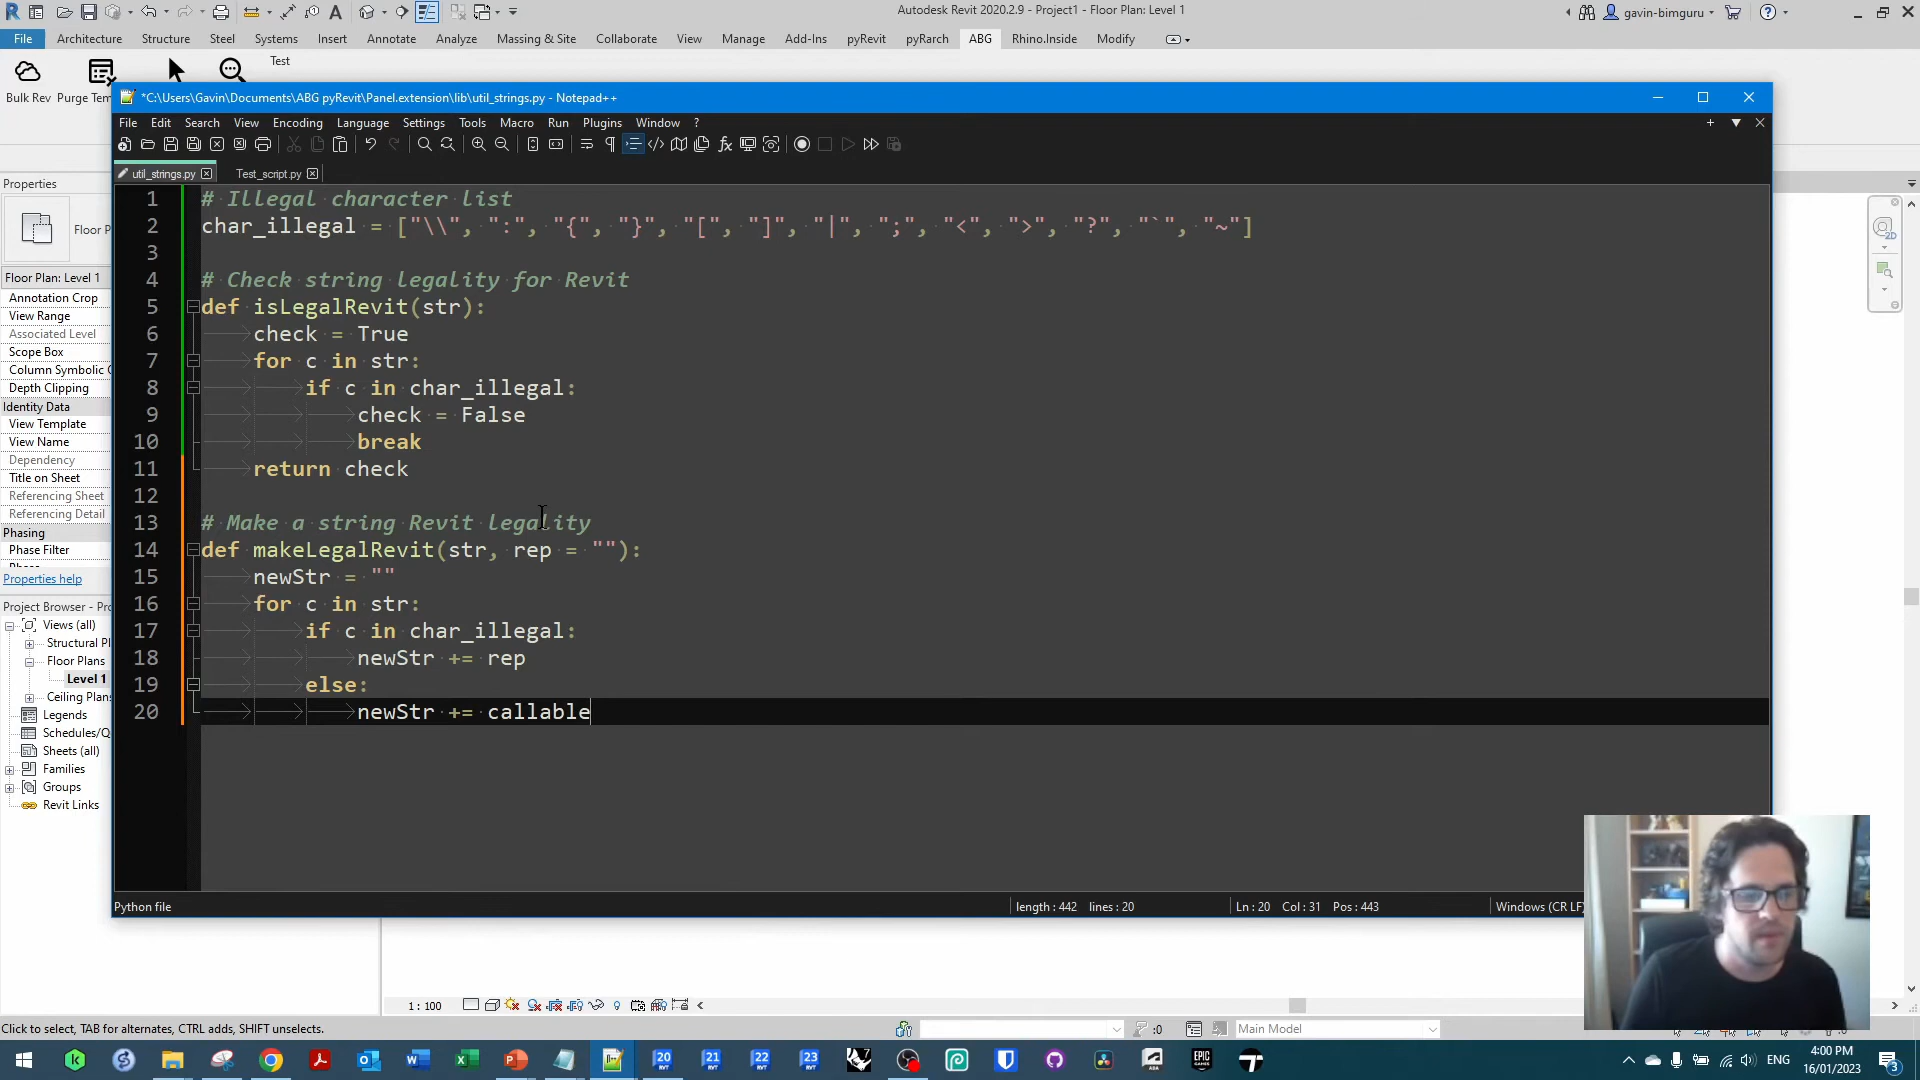 Autodesk Revit 2020.2.9 - Project1 - Floor Plan: Level 1
gavin-bimguru
File Architecture Structure Steel Systems Insert Annotate Analyze Massing & Site Collaborate View Manage Add-Ins pyRevit pyRarch ABG Rhino.Inside Modify
Test
Bulk Rev Purge Tem
*C:\Users\Gavin\Documents\ABG pyRevit\Panel.extension\lib\util_strings.py - Notepad++
File Edit Search View Encoding Language Settings Tools Macro Run Plugins Window ?
util_strings.py Test_script.py
1 # Illegal character list
2 char_illegal = ["\\", ":", "{", "}", "[", "]", "|", ";", "<", ">", "?", "`", "~"]
3
4 # Check string legality for Revit
5 def isLegalRevit(str):
6 check = True
7 for c in str:
8 if c in char_illegal:
9 check = False
10 break
11 return check
12
13 # Make a string Revit legality
14 def makeLegalRevit(str, rep = ""):
15 newStr = ""
16 for c in str:
17 if c in char_illegal:
18 newStr += rep
19 else:
20 newStr += callable
Python file length : 442 lines : 20 Ln : 20 Col : 31 Pos : 443 Windows (CR LF)
Properties
Floor P
Floor Plan: Level 1
Annotation Crop
View Range
Associated Level
Scope Box
Column Symbolic
Depth Clipping
Identity Data
View Template
View Name
Dependency
Title on Sheet
Referencing Sheet
Referencing Detail
Phasing
Phase Filter
Properties help
Project Browser - Pro
Views (all)
Structural Pl
Floor Plans
Level 1
Ceiling Plans
Legends
Schedules/Q
Sheets (all)
Families
Groups
Revit Links
1 : 100
Click to select, TAB for alternates, CTRL adds, SHIFT unselects.
:0 Main Model
20 21 22 23
ENG
4:00 PM
16/01/2023
3